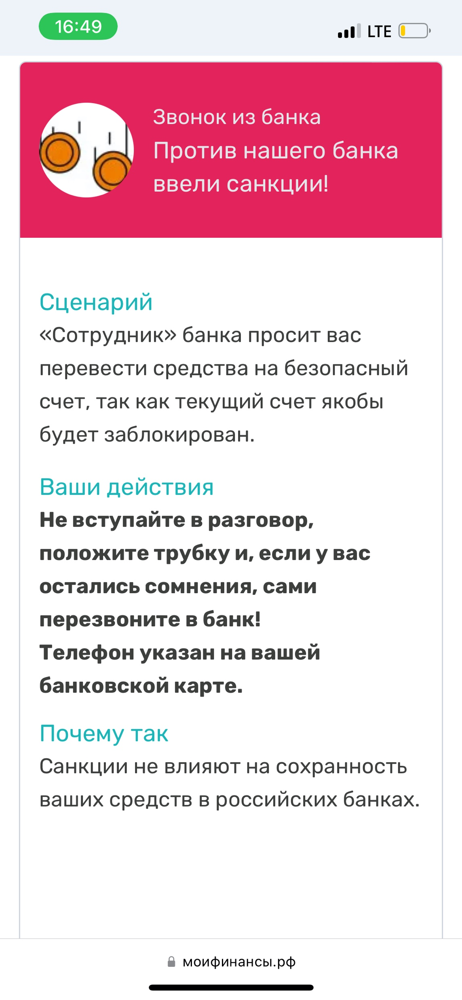 16:49
LTE
Звонок из банка
Против нашего банка
ввели санкции!
Сценарий
«Сотрудник» банка просит вас
перевести средства на безопасный
счет, так как текущий счет якобы
будет заблокирован.
Ваши действия
Не вступайте в разговор,
положите трубку и, если у вас
остались сомнения, сами
перезвоните в банк!
Телефон указан на вашей
банковской карте.
Почему так
Санкции не влияют на сохранность
ваших средств в российских банках.
моифинансы.рф